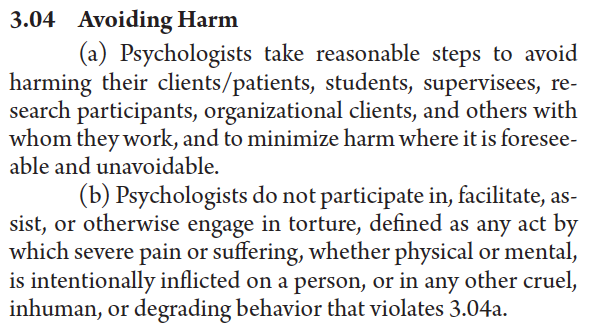 3.04 Avoiding Harm
(a) Psychologists take reasonable steps to avoid
harming their clients/patients, students, supervisees, re-
search participants, organizational clients, and others with
whom they work, and to minimize harm where it is foresee-
able and unavoidable.
(b) Psychologists do not participate in, facilitate, as-
sist, or otherwise engage in torture, defined as any act by
which severe pain or suffering, whether physical or mental,
is intentionally inflicted on a person, or in any other cruel,
inhuman, or degrading behavior that violates 3.04a.